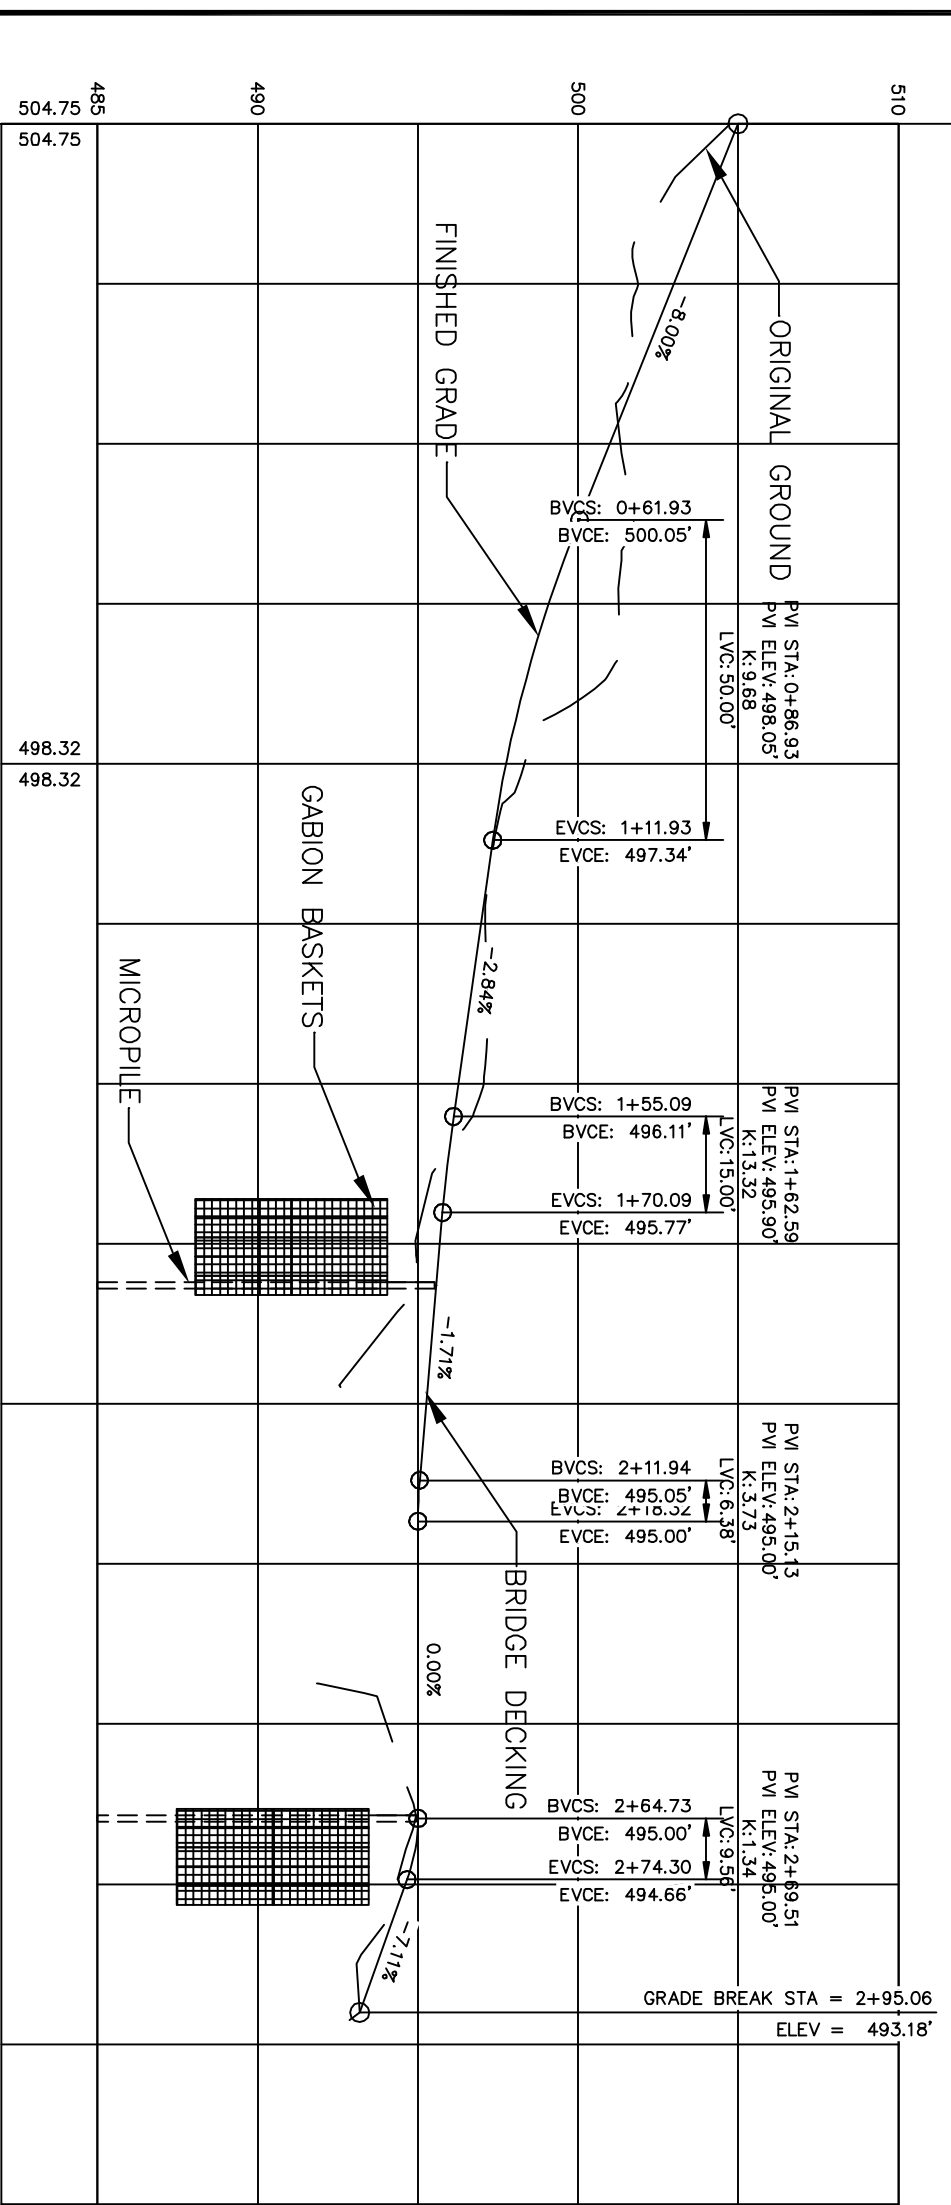 504.75
504.75
485
490
500
510
ORIGINAL GROUND
-8.00%
FINISHED GRADE
BVCS: 0+61.93
BVCE: 500.05'
PVI STA:0+86.93
PVI ELEV:498.05'
K:9.68
LVC:50.00'
498.32
498.32
EVCS: 1+11.93
EVCE: 497.34'
GABION BASKETS
-2.84%
MICROPILE
BVCS: 1+55.09
BVCE: 496.11'
PVI STA:1+62.59
PVI ELEV:495.90'
K:13.32
LVC:15.00'
EVCS: 1+70.09
EVCE: 495.77'
-1.71%
BVCS: 2+11.94
BVCE: 495.05'
EVCS: 2+18.32
EVCE: 495.00'
PVI STA:2+15.13
PVI ELEV:495.00'
K:3.73
LVC:6.38'
BRIDGE DECKING
0.00%
BVCS: 2+64.73
BVCE: 495.00'
PVI STA:2+69.51
PVI ELEV:495.00'
K:1.34
LVC:9.56'
EVCS: 2+74.30
EVCE: 494.66'
-7.11%
GRADE BREAK STA = 2+95.06
ELEV = 493.18'